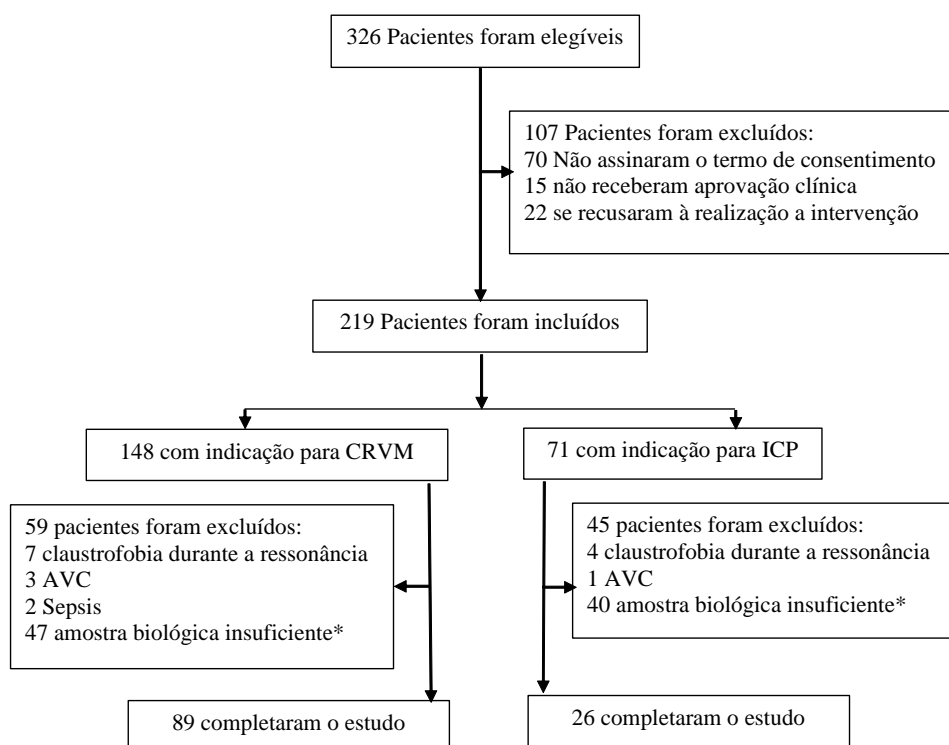 326 Pacientes foram elegíveis
107 Pacientes foram excluídos:
70 Não assinaram o termo de consentimento
15 não receberam aprovação clínica
22 se recusaram à realização a intervenção
219 Pacientes foram incluídos
148 com indicação para CRVM
71 com indicação para ICP
59 pacientes foram excluídos:
7 claustrofobia durante a ressonância
3 AVC
2 Sepsis
47 amostra biológica insuficiente*
45 pacientes foram excluídos:
4 claustrofobia durante a ressonância
1 AVC
40 amostra biológica insuficiente*
89 completaram o estudo
26 completaram o estudo